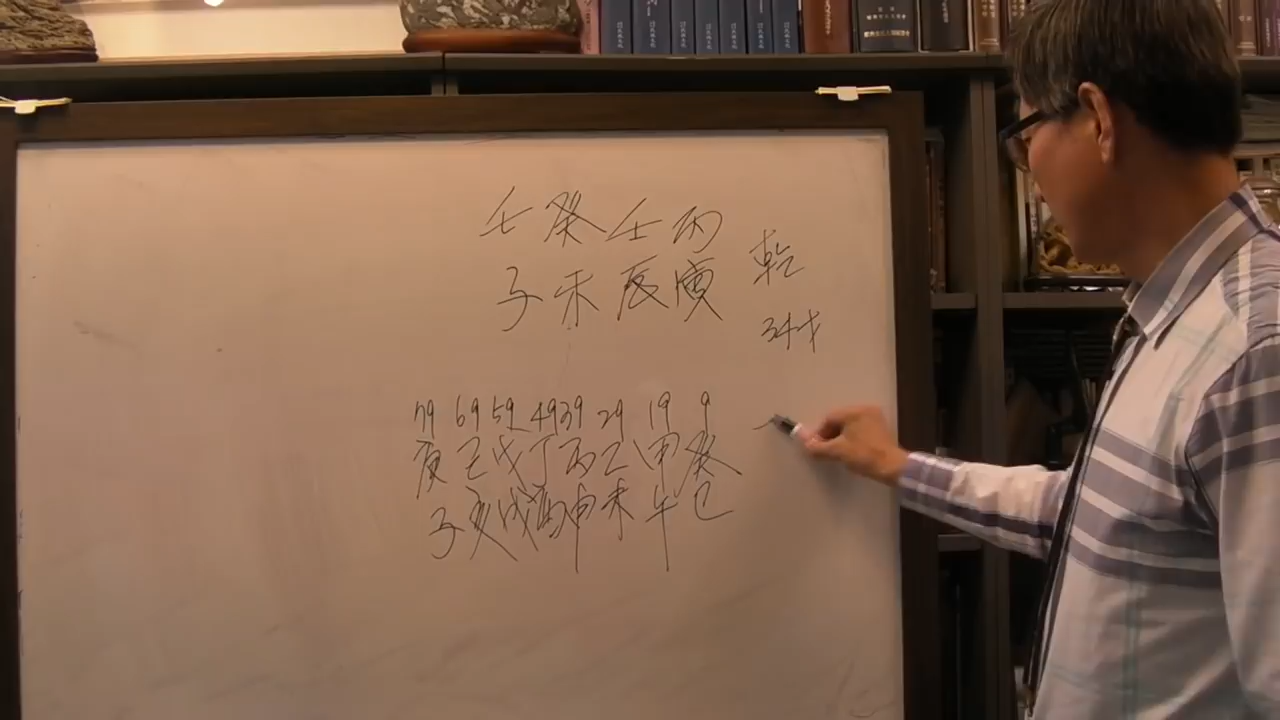 壬 癸 壬 丙
子 未 辰 寅
乾
34才
79 69 59 49 39 29 19 9
庚 己 戊 丁 丙 乙 甲 癸
子 亥 戌 酉 申 未 午 巳